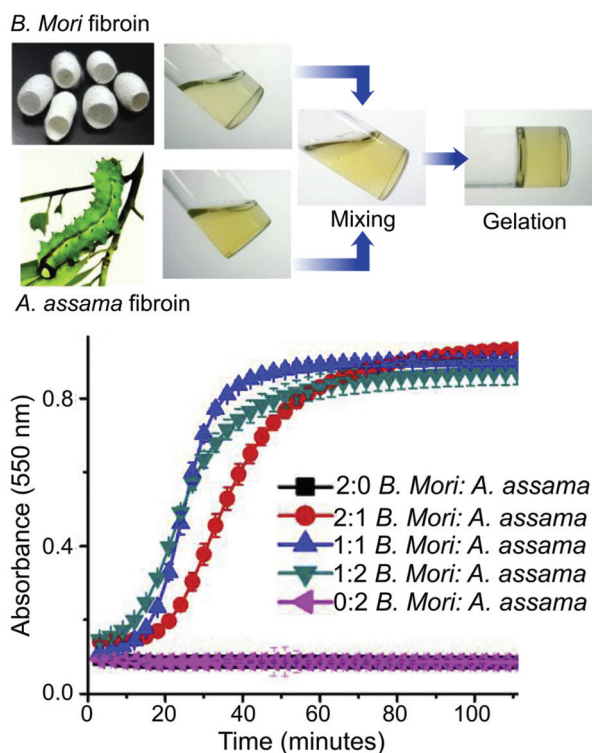 B. Mori fibroin
Mixing
Gelation
A. assama fibroin
Absorbance (550 nm)
0.8
0.4
0.0
2:0 B. Mori: A. assama
2:1 B. Mori: A. assama
1:1 B. Mori: A. assama
1:2 B. Mori: A. assama
0:2 B. Mori: A. assama
0 20 40 60 80 100
Time (minutes)